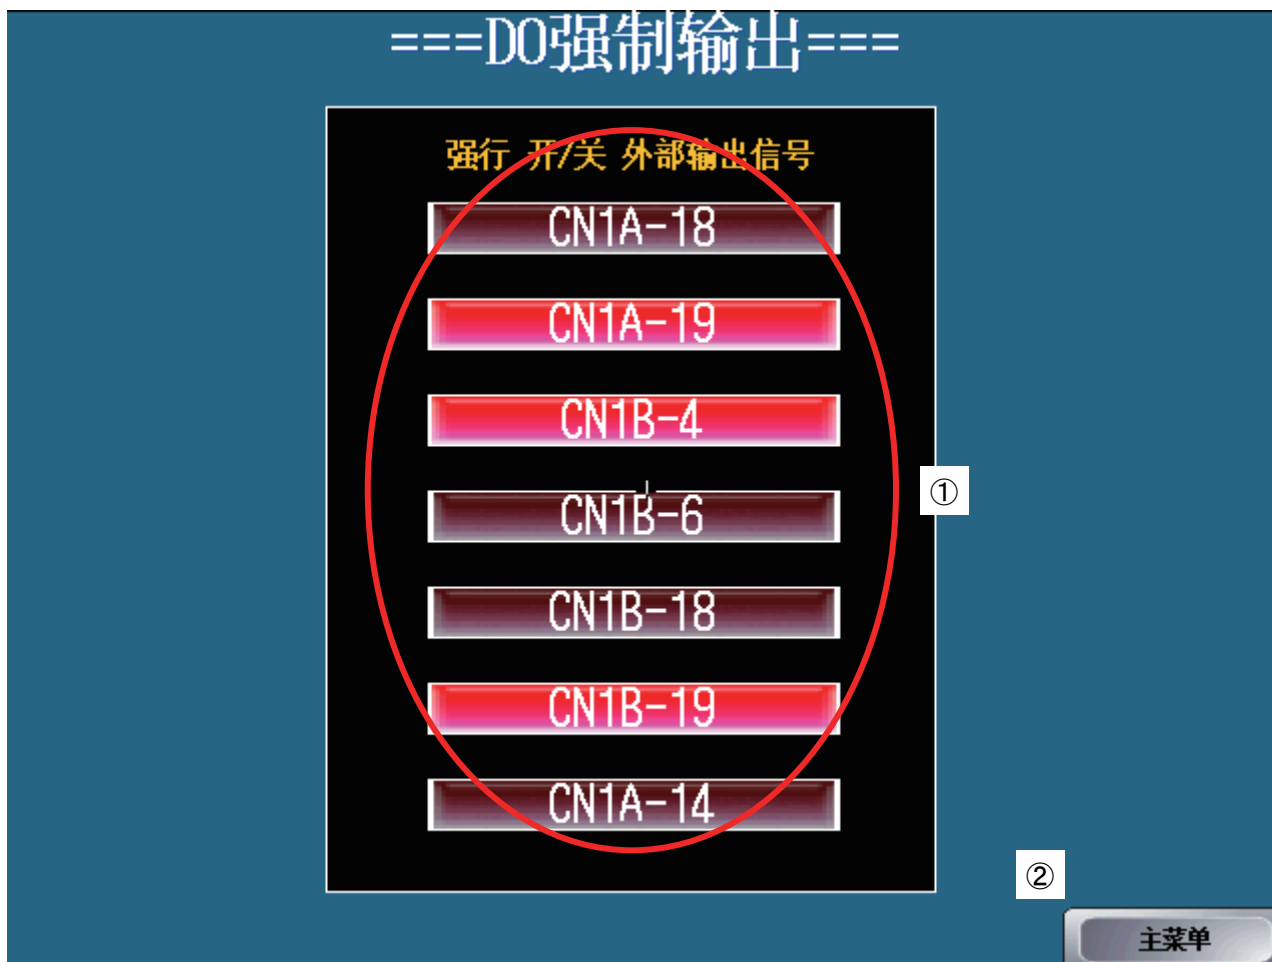 ===DO强制输出===
强行 开/关 外部输出信号
CN1A-18
CN1A-19
CN1B-4
①
CN1B-6
CN1B-18
CN1B-19
CN1A-14
②
主菜单